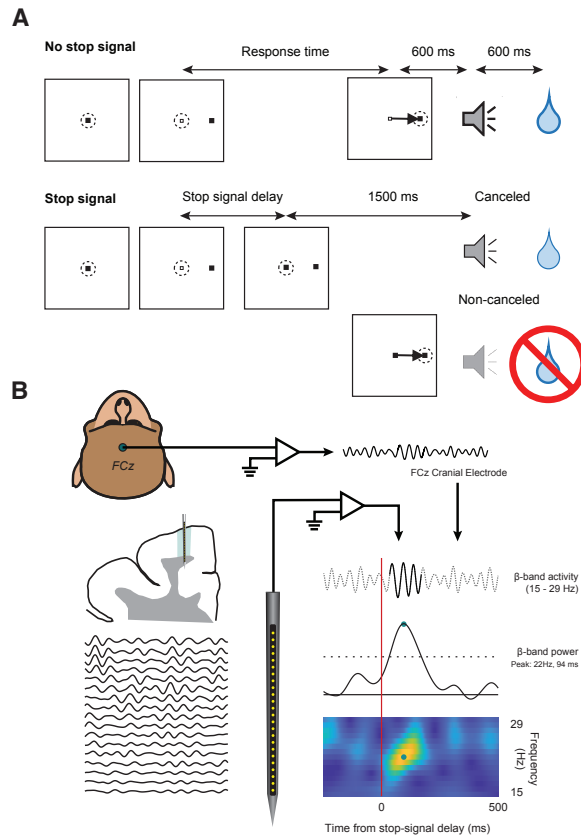 A
No stop signal
Response time
600 ms
600 ms
Stop signal
Stop signal delay
1500 ms
Canceled
Non-canceled
B
FCz
FCz Cranial Electrode
β-band activity
(15 - 29 Hz)
β-band power
Peak: 22Hz, 94 ms
29
Frequency
(Hz)
15
0
500
Time from stop-signal delay (ms)